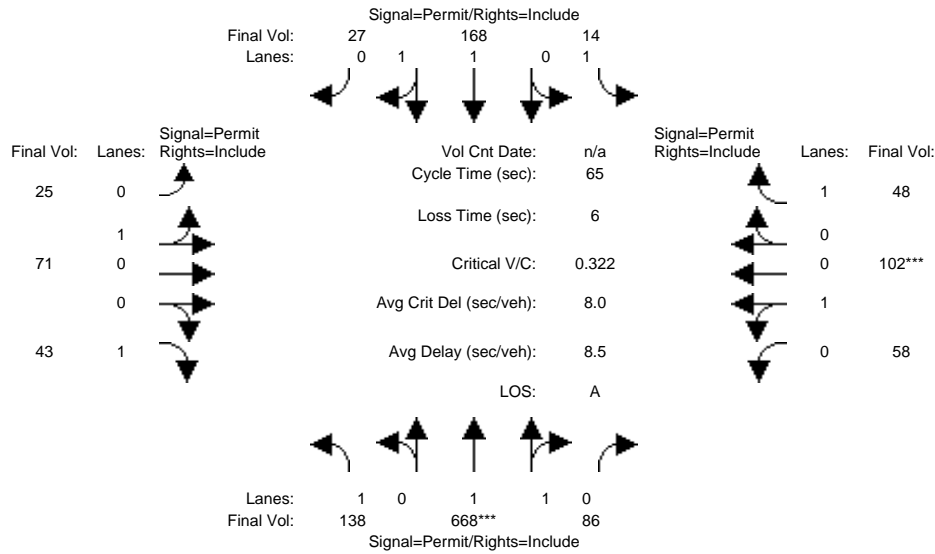 Signal=Permit/Rights=Include
Final Vol: 27 168 14
Lanes: 0 1 1 0 1
Signal=Permit
Rights=Include
Final Vol: Lanes:
Vol Cnt Date: n/a
Signal=Permit
Rights=Include
Lanes: Final Vol:
Cycle Time (sec): 65
25 0
1 48
Loss Time (sec): 6
1
0
71 0
Critical V/C: 0.322
0 102***
0
Avg Crit Del (sec/veh): 8.0
1
43 1
Avg Delay (sec/veh): 8.5
0 58
LOS: A
Lanes: 1 0 1 1 0
Final Vol: 138 668*** 86
Signal=Permit/Rights=Include